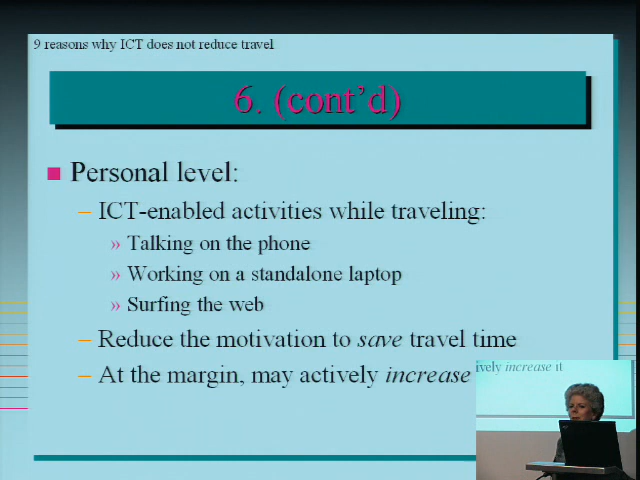 9 reasons why ICT does not reduce travel
6. (cont'd)
Personal level:
– ICT-enabled activities while traveling:
» Talking on the phone
» Working on a standalone laptop
» Surfing the web
– Reduce the motivation to save travel time
– At the margin, may actively increase
ively increase it